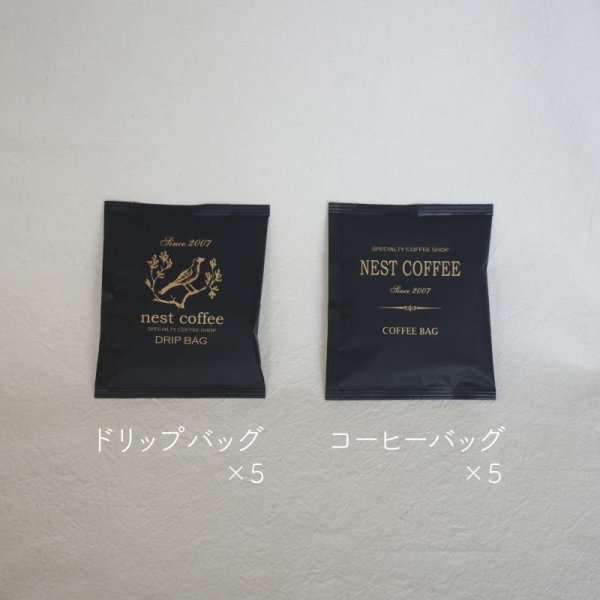 Since 2007
nest coffee
SPECIALTY COFFEE SHOP
DRIP BAG
SPECIALTY COFFEE SHOP
NEST COFFEE
Since 2007
COFFEE BAG
ドリップバッグ
×5
コーヒーバッグ
×5